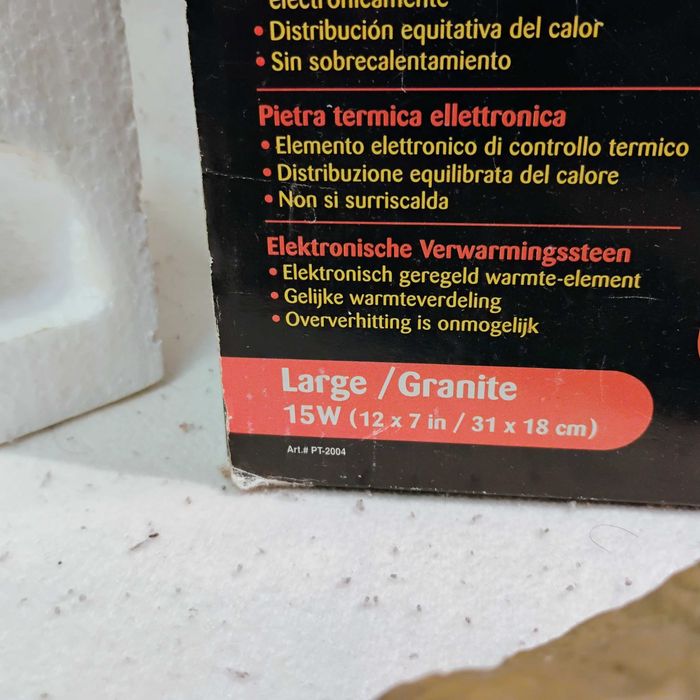 electrónicamente
• Distribución equitativa del calor
• Sin sobrecalentamiento
Pietra termica ellettronica
• Elemento elettronico di controllo termico
• Distribuzione equilibrata del calore
• Non si surriscalda
Elektronische Verwarmingssteen
• Elektronisch geregeld warmte-element
• Gelijke warmteverdeling
• Oververhitting is onmogelijk
Large / Granite
15W (12 x 7 in / 31 x 18 cm)
Art.# PT-2004